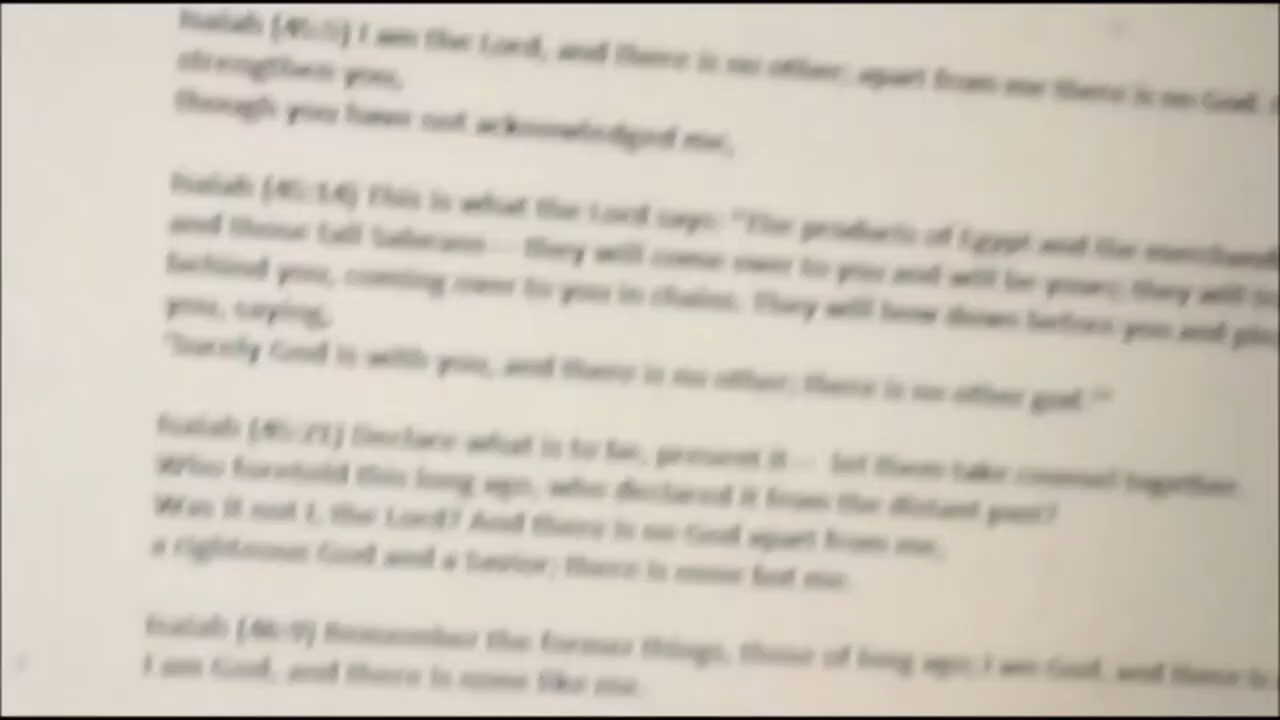 Isaiah (45:5) I am the Lord, and there is no other; apart from me there is no God.
strengthen you,
though you have not acknowledged me,
Isaiah (45:14) This is what the Lord says: "The products of Egypt and the
and those tall Sabeans – they will come over to you and will be yours; they will
behind you, coming over to you in chains. They will bow down before you and
you, saying,
'Surely God is with you, and there is no other; there is no other god.'"
Isaiah (45:21) Declare what is to be, present it – let them take counsel together.
Who foretold this long ago, who declared it from the distant past?
Was it not I, the Lord? And there is no God apart from me,
a righteous God and a Savior; there is none but me.
Isaiah (46:9) Remember the former things, those of long ago; I am God, and there is
I am God, and there is none like me.